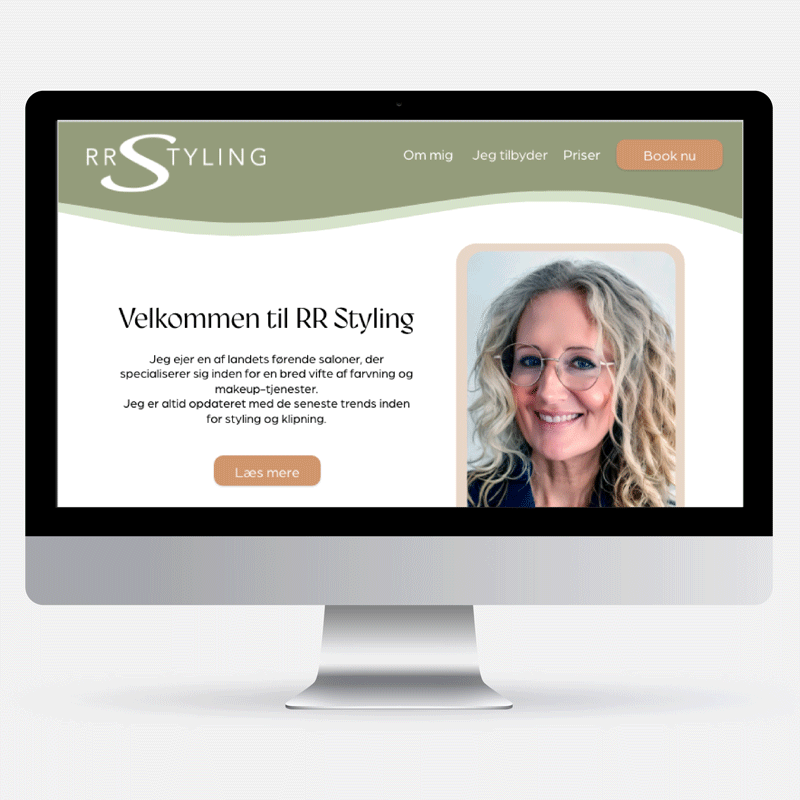 RR STYLING
Om mig
Jeg tilbyder
Priser
Book nu
Velkommen til RR Styling
Jeg ejer en af landets førende saloner, der
specialiserer sig inden for en bred vifte af farvning og
makeup-tjenester.
Jeg er altid opdateret med de seneste trends inden
for styling og klipning.
Læs mere